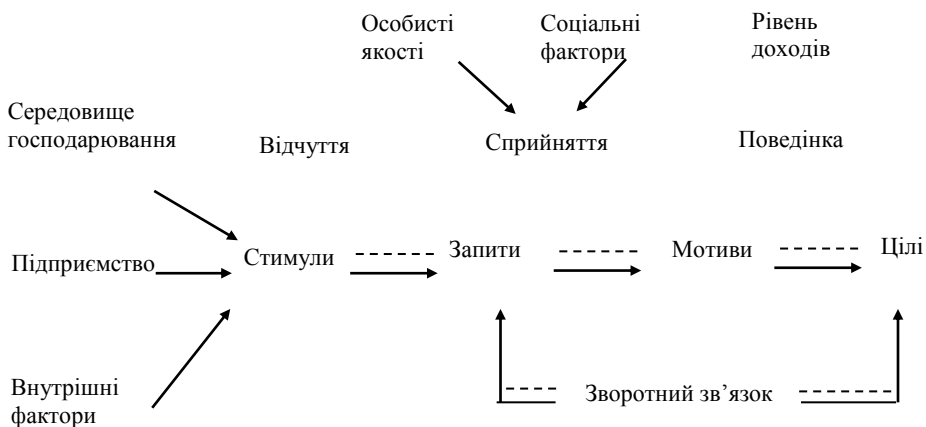 Особисті
якості
Соціальні
фактори
Рівень
доходів
Середовище
господарювання
Відчуття
Сприйняття
Поведінка
Підприємство
Стимули
Запити
Мотиви
Цілі
Внутрішні
фактори
Зворотний зв’язок